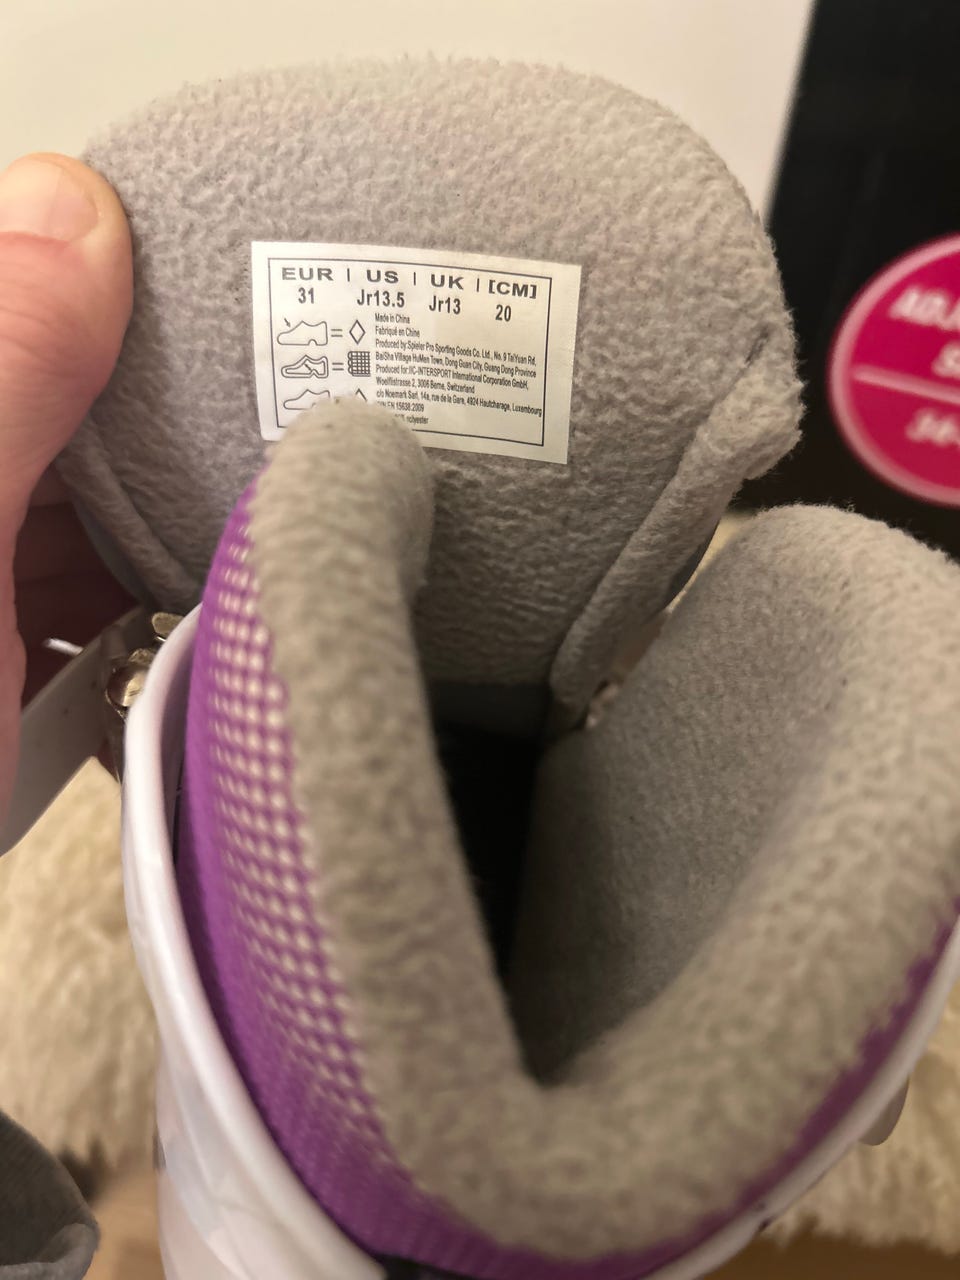 EUR | US | UK | [CM]
31 Jr13.5 Jr13 20
Made in China
Fabriqué en Chine
Produced by:Spieler Pro Sporting Goods Co. Ltd., No. 9 TaiYuan Rd,
BaiSha Village HuMen Town, Dong Guan City, Guang Dong Province
Produced for:IIC-INTERSPORT International Corporation GmbH,
Woelflistrasse 2, 3006 Berne, Switzerland
c/o Noemark Sarl, 14a, rue de la Gare, 4924 Hautcharage, Luxembourg
EN 15638:2009
polyester